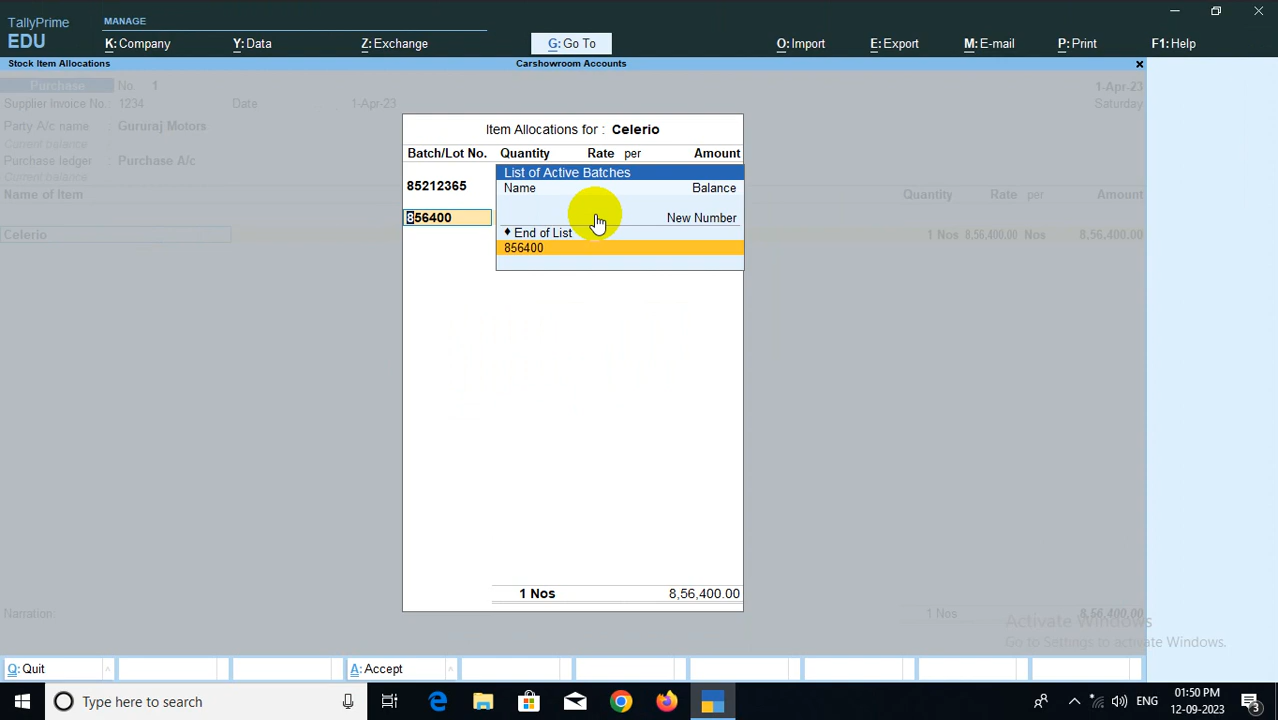 TallyPrime
EDU
MANAGE
K: Company
Y: Data
Z: Exchange
G: Go To
O: Import
E: Export
M: E-mail
P: Print
F1: Help
Stock Item Allocations
Carshowroom Accounts
×
Purchase No. 1
1-Apr-23
Supplier Invoice No.: 1234 Date : 1-Apr-23
Saturday
Party A/c name : Gururaj Motors
Current balance :
Purchase ledger : Purchase A/c
Current balance :
Name of Item Quantity Rate per Amount
Celerio 1 Nos 8,56,400.00 Nos 8,56,400.00
Item Allocations for : Celerio
Batch/Lot No. Quantity Rate per Amount
85212365
856400
List of Active Batches
Name Balance
New Number
♦ End of List
856400
1 Nos 8,56,400.00
Narration:
1 Nos 8,56,400.00
Activate Windows
Go to Settings to activate Windows.
Q: Quit
A: Accept
Type here to search
ENG
01:50 PM
12-09-2023
3